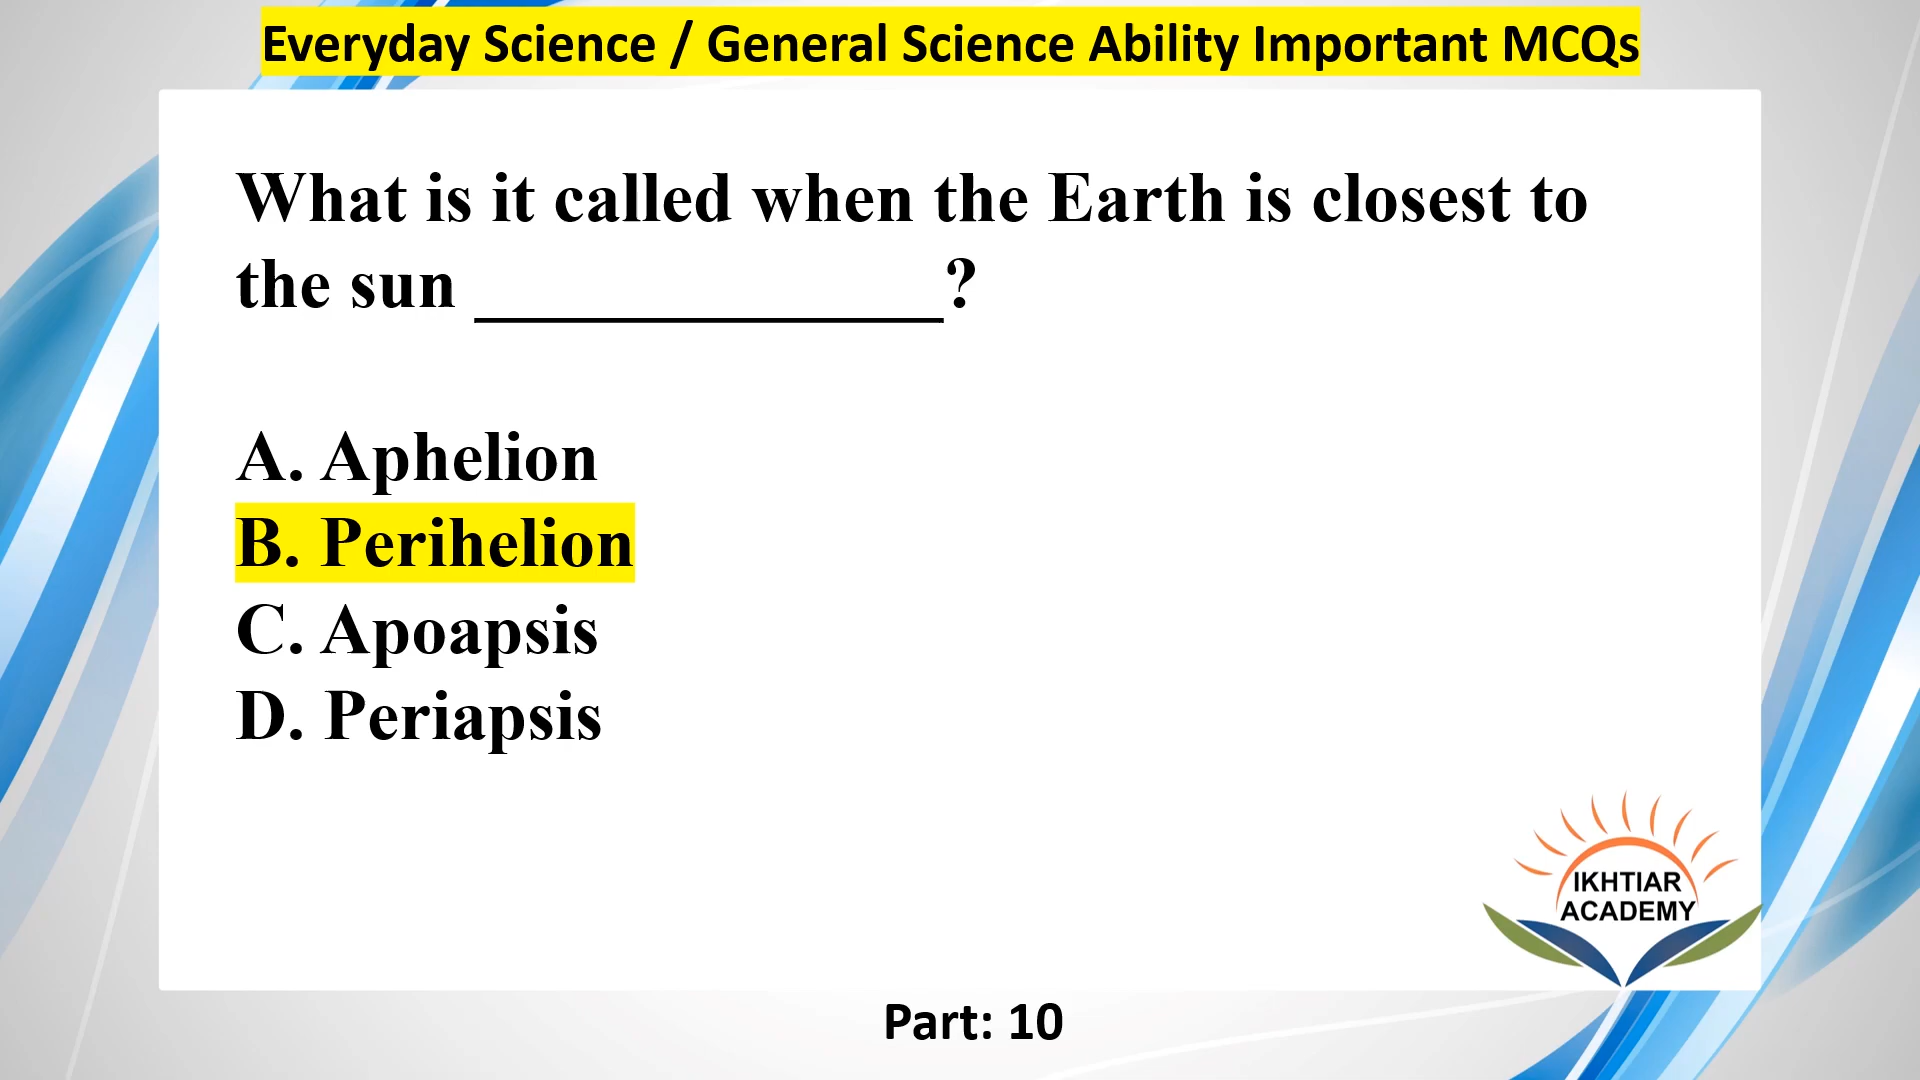 Everyday Science / General Science Ability Important MCQs
What is it called when the Earth is closest to
the sun ______________?
A. Aphelion
B. Perihelion
C. Apoapsis
D. Periapsis
IKHTIAR
ACADEMY
Part: 10